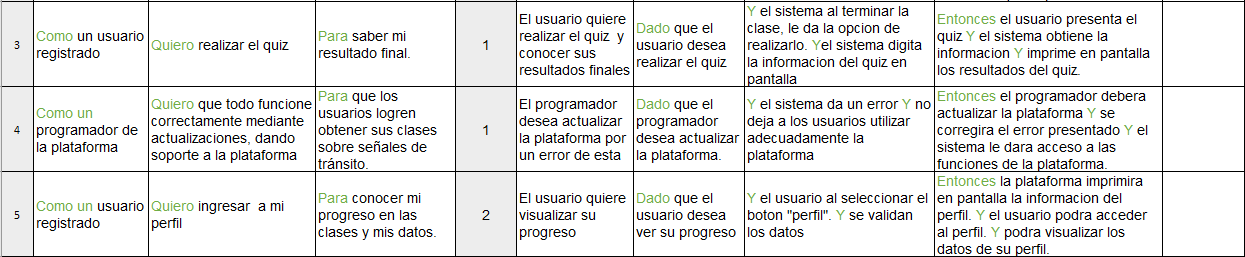 3
Como un usuario
registrado
Quiero realizar el quiz
Para saber mi
resultado final.
1
El usuario quiere
realizar el quiz y
conocer sus
resultados finales
Dado que el
usuario desea
realizar el quiz
Y el sistema al terminar la
clase, le da la opcion de
realizarlo. Yel sistema digita
la informacion del quiz en
pantalla
Entonces el usuario presenta el
quiz Y el sistema obtiene la
informacion Y imprime en pantalla
los resultados del quiz.
4
Como un
programador de
la plataforma
Quiero que todo funcione
correctamente mediante
actualizaciones, dando
soporte a la plataforma
Para que los
usuarios logren
obtener sus clases
sobre señales de
tránsito.
1
El programador
desea actualizar
la plataforma por
un error de esta
Dado que el
programador
desea actualizar
la plataforma.
Y el sistema da un error Y no
deja a los usuarios utilizar
adecuadamente la
plataforma
Entonces el programador debera
actualizar la plataforma Y se
corregira el error presentado Y el
sistema le dara acceso a las
funciones de la plataforma.
5
Como un usuario
registrado
Quiero ingresar a mi
perfil
Para conocer mi
progreso en las
clases y mis datos.
2
El usuario quiere
visualizar su
progreso
Dado que el
usuario desea
ver su progreso
Y el usuario al seleccionar el
boton "perfil". Y se validan
los datos
Entonces la plataforma imprimira
en pantalla la informacion del
perfil. Y el usuario podra acceder
al perfil. Y podra visualizar los
datos de su perfil.